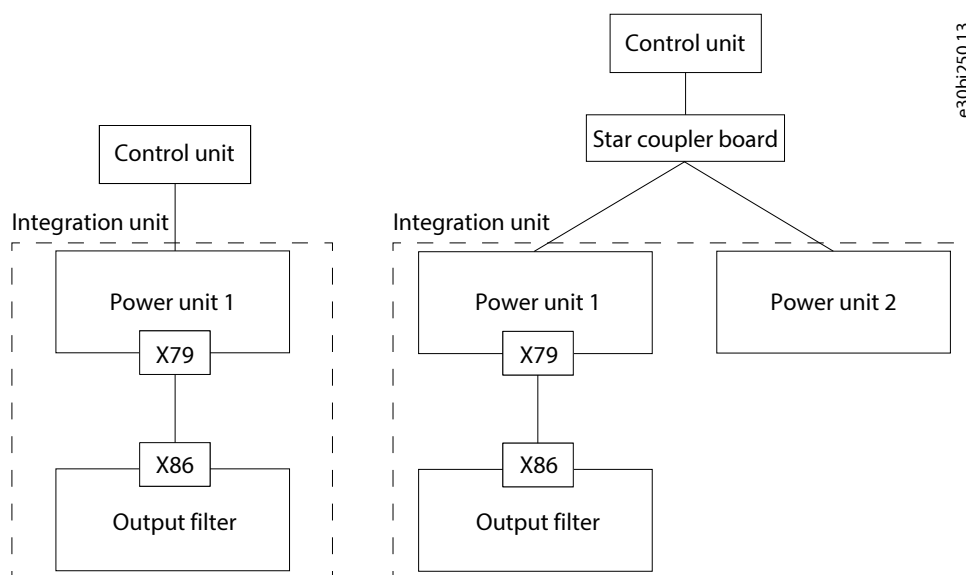 Control unit
Integration unit
Power unit 1
X79
X86
Output filter
Control unit
Star coupler board
Integration unit
Power unit 1
Power unit 2
X79
X86
Output filter
e30bj250.13